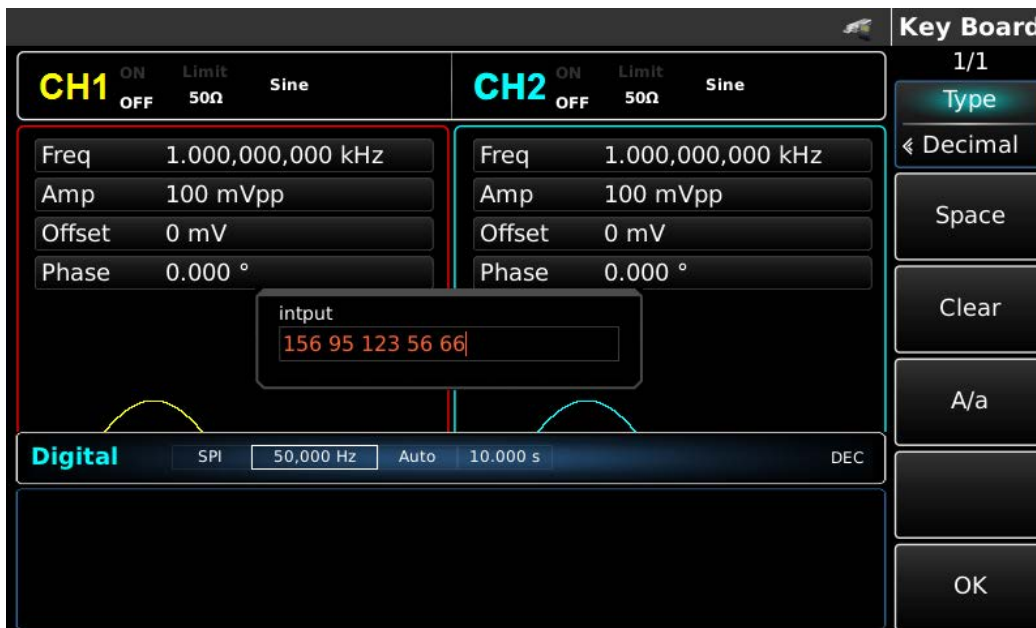 Key Board
1/1
CH1 ON OFF Limit 50Ω Sine
CH2 ON OFF Limit 50Ω Sine
Type
Decimal
Freq 1.000,000,000 kHz
Freq 1.000,000,000 kHz
Amp 100 mVpp
Amp 100 mVpp
Space
Offset 0 mV
Offset 0 mV
Phase 0.000 °
Phase 0.000 °
intput
156 95 123 56 66
Clear
A/a
Digital SPI 50,000 Hz Auto 10.000 s DEC
OK